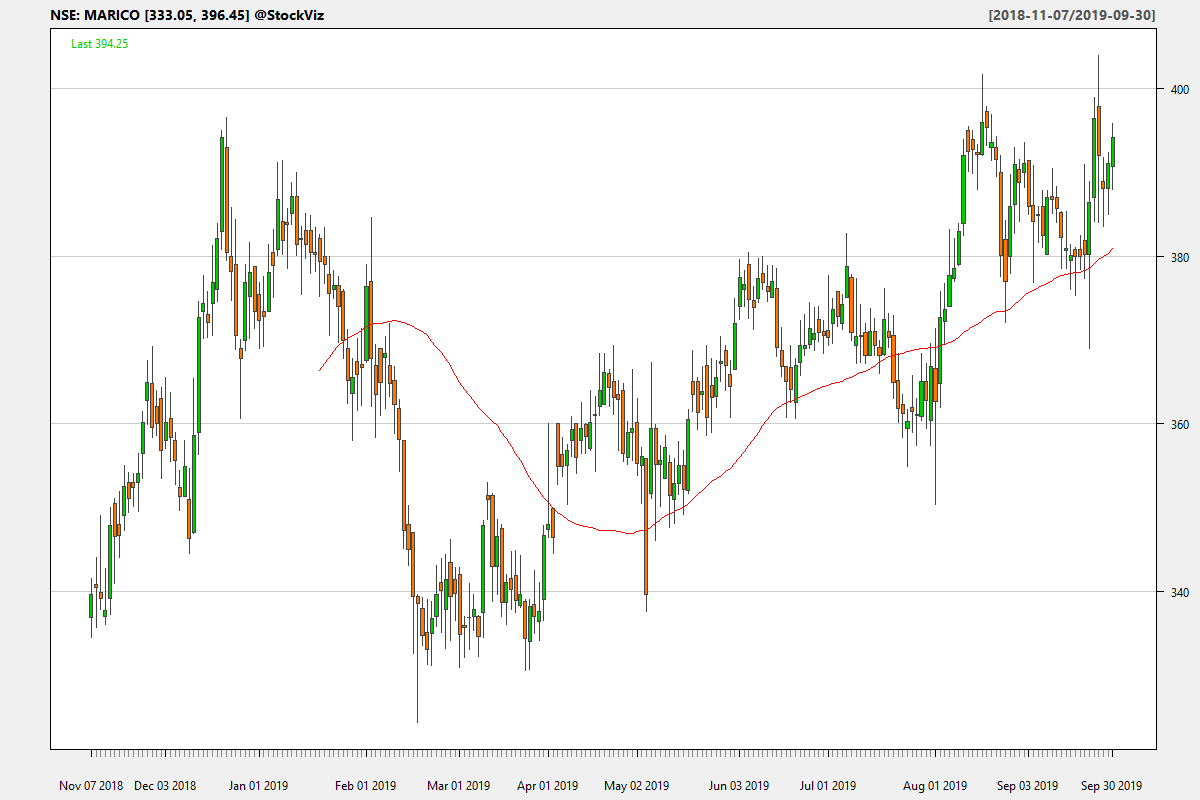 NSE: MARICO [333.05, 396.45] @StockViz [2018-11-07/2019-09-30]
Last 394.25
400
380
360
340
Nov 07 2018 Dec 03 2018 Jan 01 2019 Feb 01 2019 Mar 01 2019 Apr 01 2019 May 02 2019 Jun 03 2019 Jul 01 2019 Aug 01 2019 Sep 03 2019 Sep 30 2019